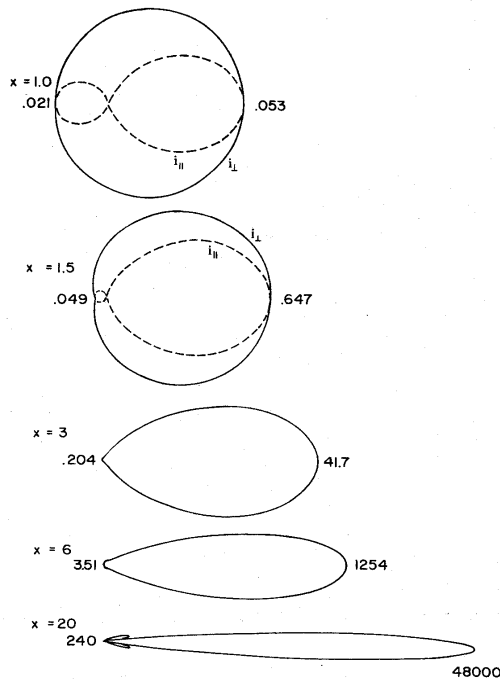 x = 1.0
.021
.053
i∥
i⊥
i⊥
x = 1.5
i∥
.049
.647
x = 3
.204
41.7
x = 6
3.51
1254
x = 20
240
48000